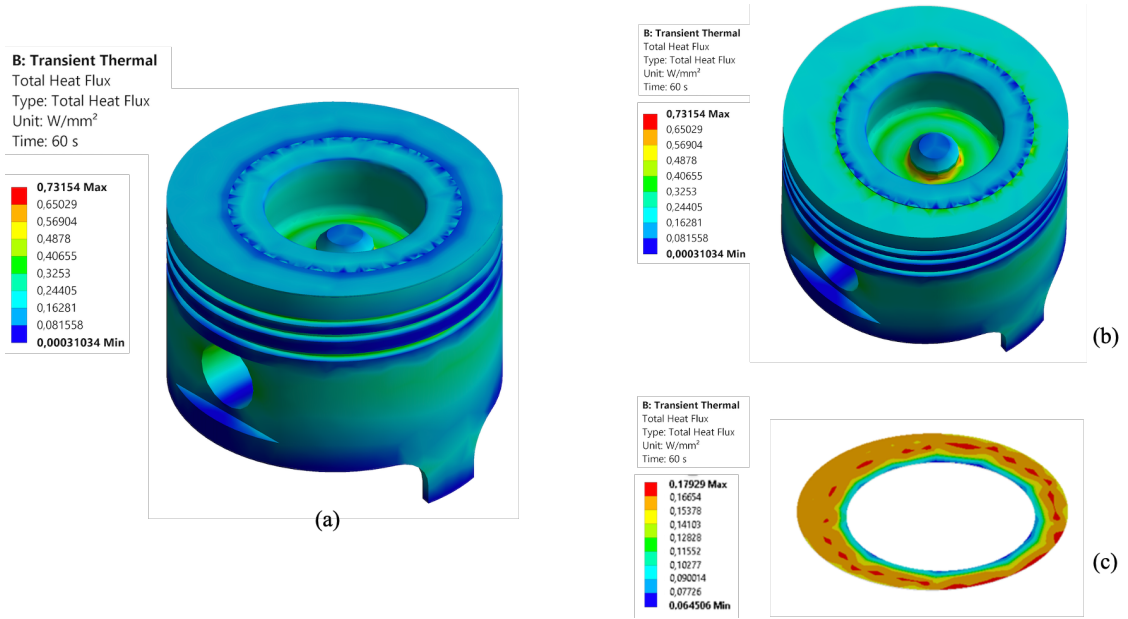 B: Transient Thermal
Total Heat Flux
Type: Total Heat Flux
Unit: W/mm²
Time: 60 s
0,73154 Max
0,65029
0,56904
0,4878
0,40655
0,3253
0,24405
0,16281
0,081558
0,00031034 Min
(a)
B: Transient Thermal
Total Heat Flux
Type: Total Heat Flux
Unit: W/mm²
Time: 60 s
0,73154 Max
0,65029
0,56904
0,4878
0,40655
0,3253
0,24405
0,16281
0,081558
0,00031034 Min
(b)
B: Transient Thermal
Total Heat Flux
Type: Total Heat Flux
Unit: W/mm²
Time: 60 s
0.17929 Max
0,16654
0,15378
0,14103
0,12828
0,11552
0,10277
0,090014
0,07726
0.064506 Min
(c)